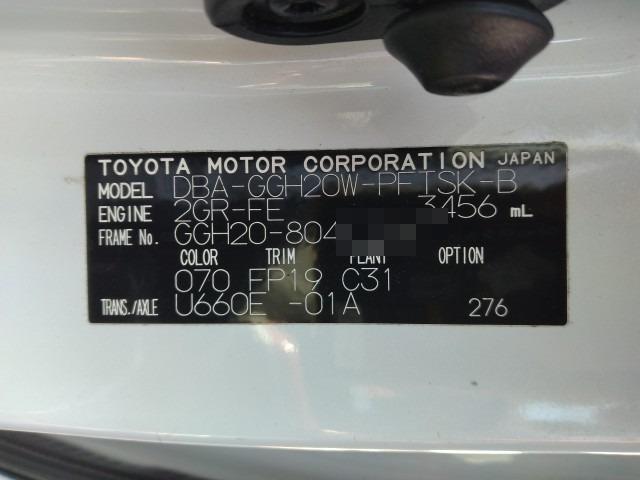 TOYOTA MOTOR CORPORATION JAPAN
MODEL DBA-GGH20W-PFTSK-B
ENGINE 2GR-FE 3456 mL
FRAME No. GGH20-804
COLOR TRIM PLANT OPTION
070 FP19 C31
TRANS./AXLE U660E -01A 276